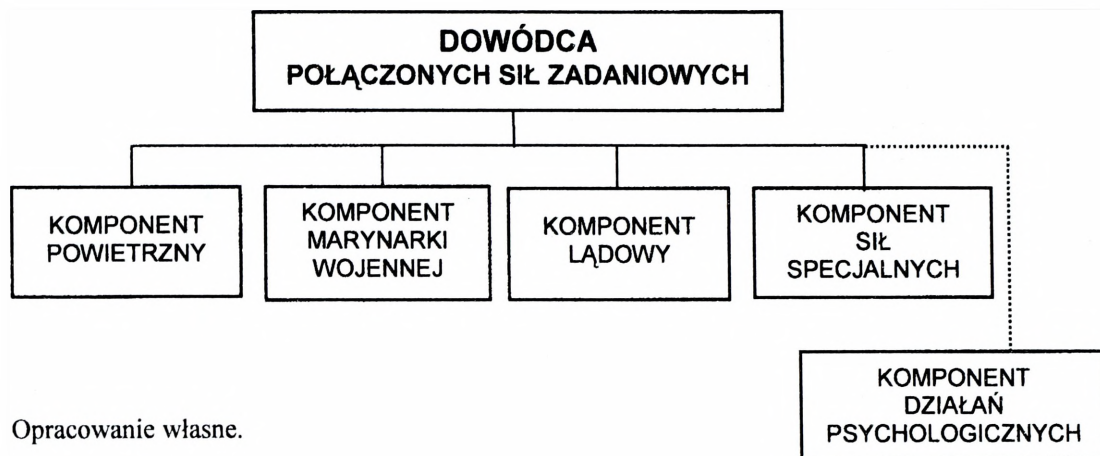 DOWÓDCA
POŁĄCZONYCH SIŁ ZADANIOWYCH
KOMPONENT
POWIETRZNY
KOMPONENT
MARYNARKI
WOJENNEJ
KOMPONENT
LĄDOWY
KOMPONENT
SIŁ
SPECJALNYCH
KOMPONENT
DZIAŁAŃ
PSYCHOLOGICZNYCH
Opracowanie własne.